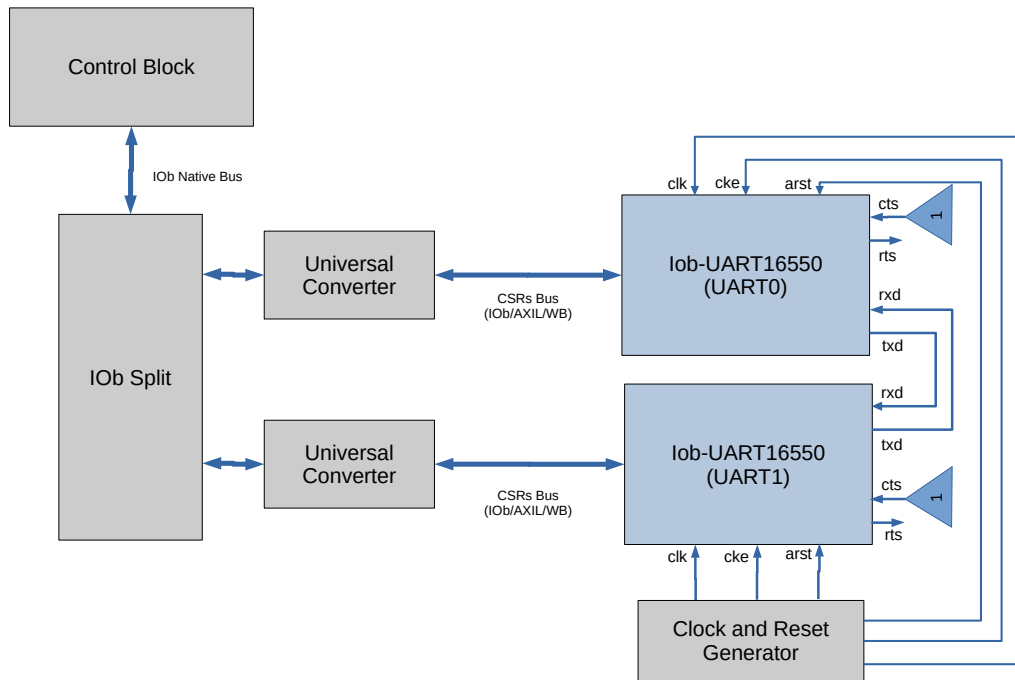 Control Block
IOb Native Bus
clk
cke
arst
cts
1
rts
Universal
Converter
CSRs Bus
(IOb/AXIL/WB)
Iob-UART16550
(UART0)
rxd
txd
IOb Split
rxd
txd
Universal
Converter
CSRs Bus
(IOb/AXIL/WB)
Iob-UART16550
(UART1)
cts
1
rts
clk
cke
arst
Clock and Reset
Generator